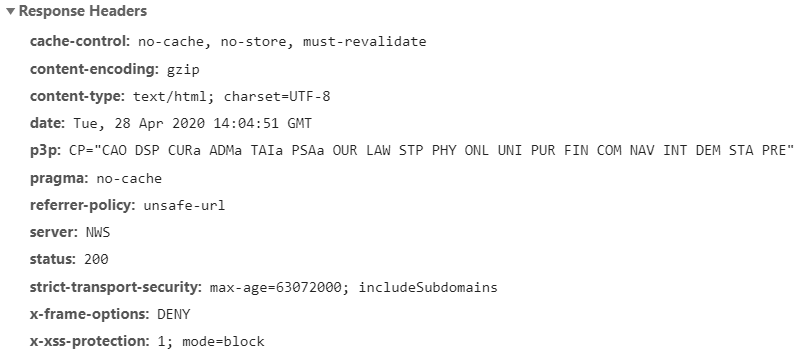 Response Headers
cache-control: no-cache, no-store, must-revalidate
content-encoding: gzip
content-type: text/html; charset=UTF-8
date: Tue, 28 Apr 2020 14:04:51 GMT
p3p: CP="CAO DSP CURa ADMa TAIa PSAa OUR LAW STP PHY ONL UNI PUR FIN COM NAV INT DEM STA PRE"
pragma: no-cache
referrer-policy: unsafe-url
server: NWS
status: 200
strict-transport-security: max-age=63072000; includeSubdomains
x-frame-options: DENY
x-xss-protection: 1; mode=block